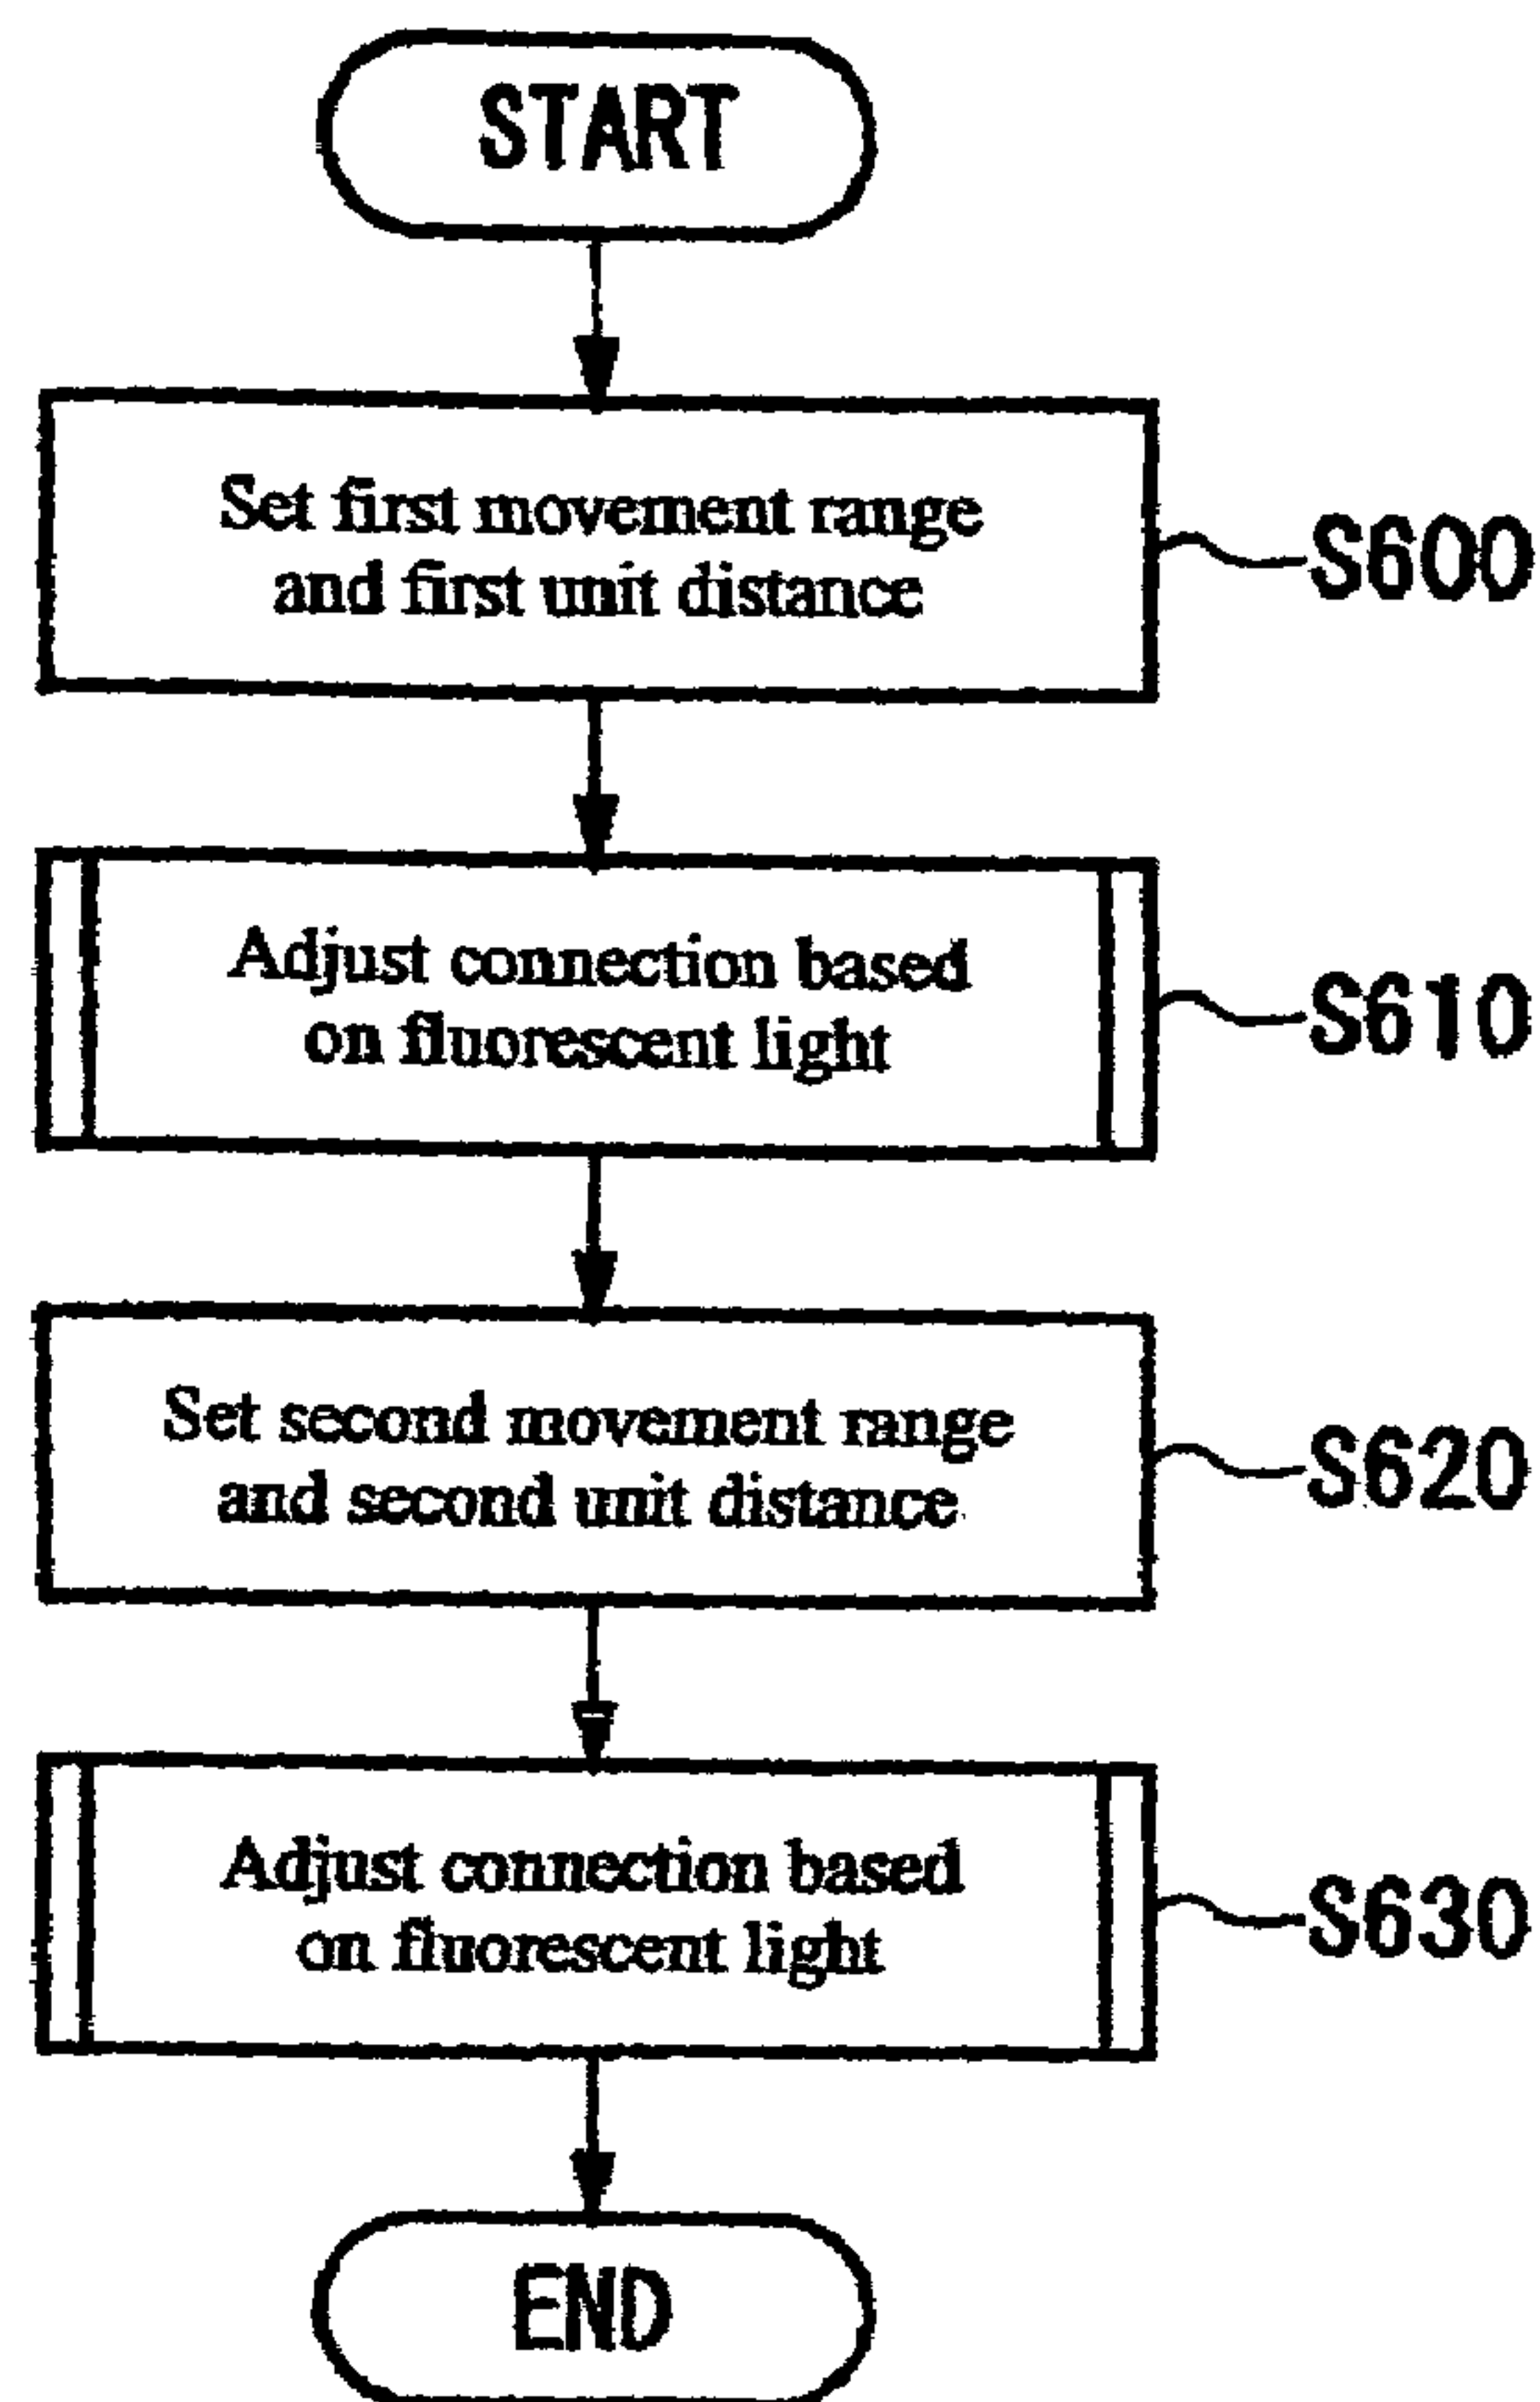 START
Set first movement range
and first unit distance
S600
Adjust connection based
on fluorescent light
S610
Set second movement range
and second unit distance
S620
Adjust connection based
on fluorescent light
S630
END